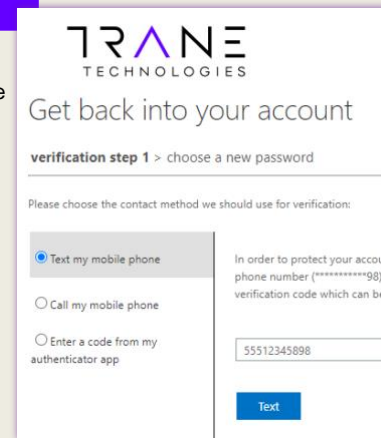 TRANE
TECHNOLOGIES
e
Get back into your account
verification step 1 > choose a new password
Please choose the contact method we should use for verification:
Text my mobile phone
Call my mobile phone
Enter a code from my
authenticator app
In order to protect your accou
phone number (***********98)
verification code which can be
55512345898
Text